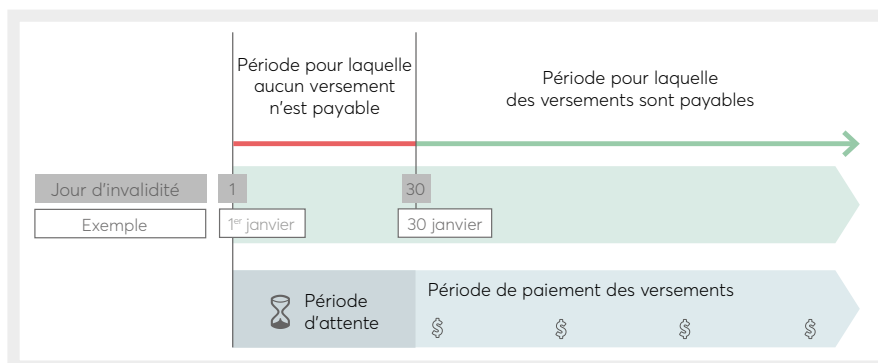 Période pour laquelle
aucun versement
n'est payable
Période pour laquelle
des versements sont payables
Jour d'invalidité
1
30
Exemple
1er janvier
30 janvier
Période
d'attente
Période de paiement des versements
$ $ $ $